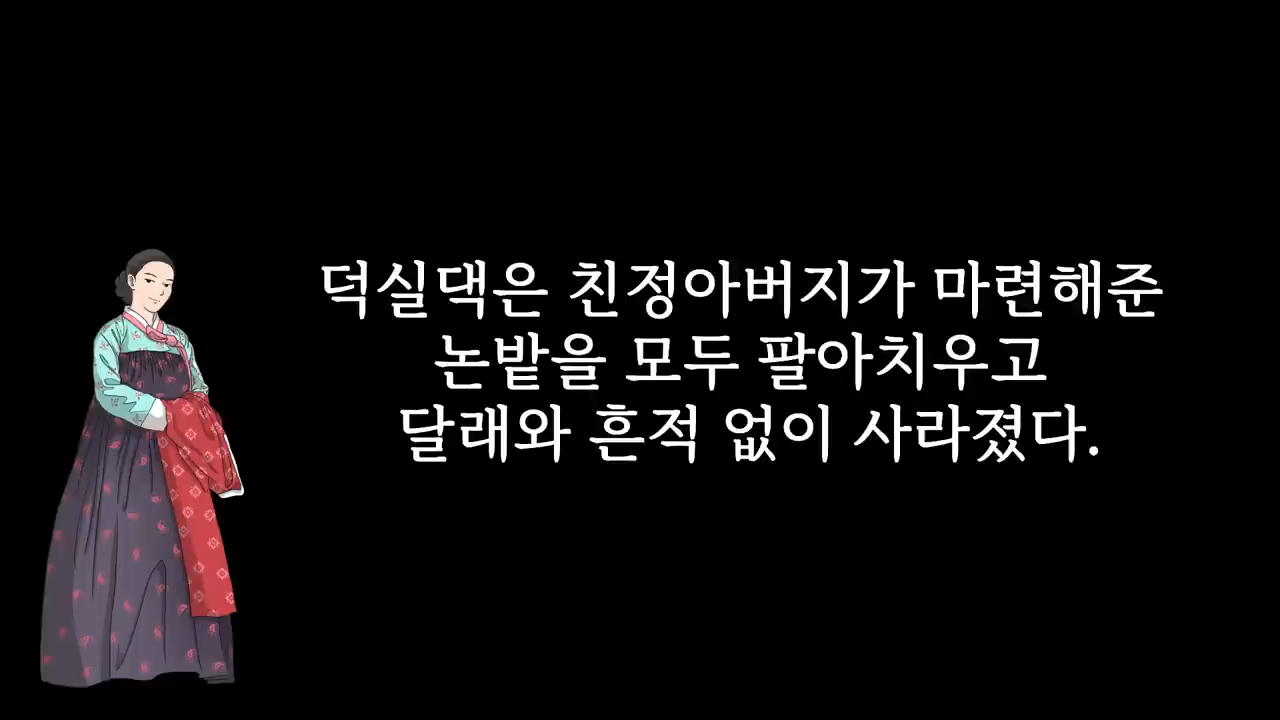 덕실댁은 친정아버지가 마련해준
논밭을 모두 팔아치우고
달래와 흔적 없이 사라졌다.